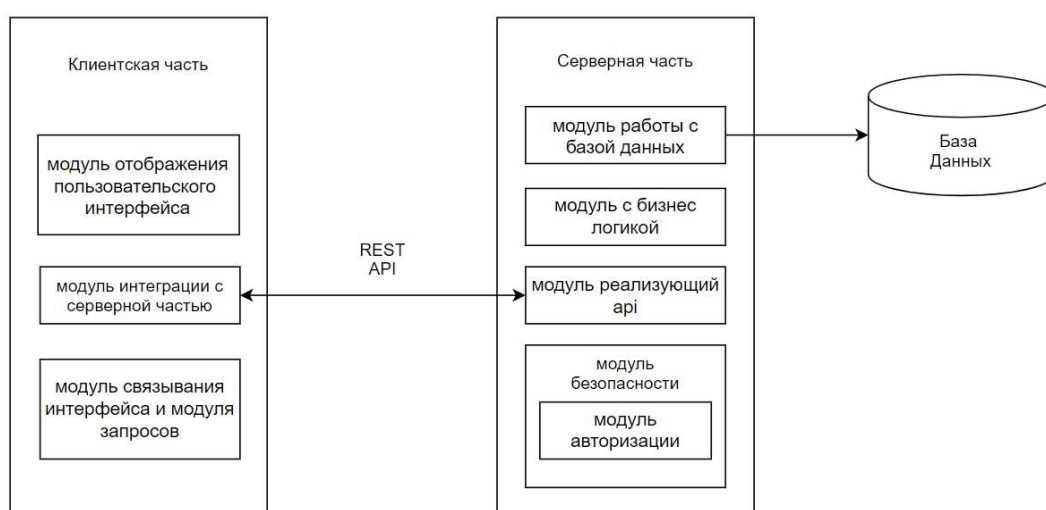 Клиентская часть
модуль отображения
пользовательского
интерфейса
модуль интеграции с
серверной частью
модуль связывания
интерфейса и модуля
запросов
REST
API
Серверная часть
модуль работы с
базой данных
модуль с бизнес
логикой
модуль реализующий
api
модуль
безопасности
модуль
авторизации
База
Данных